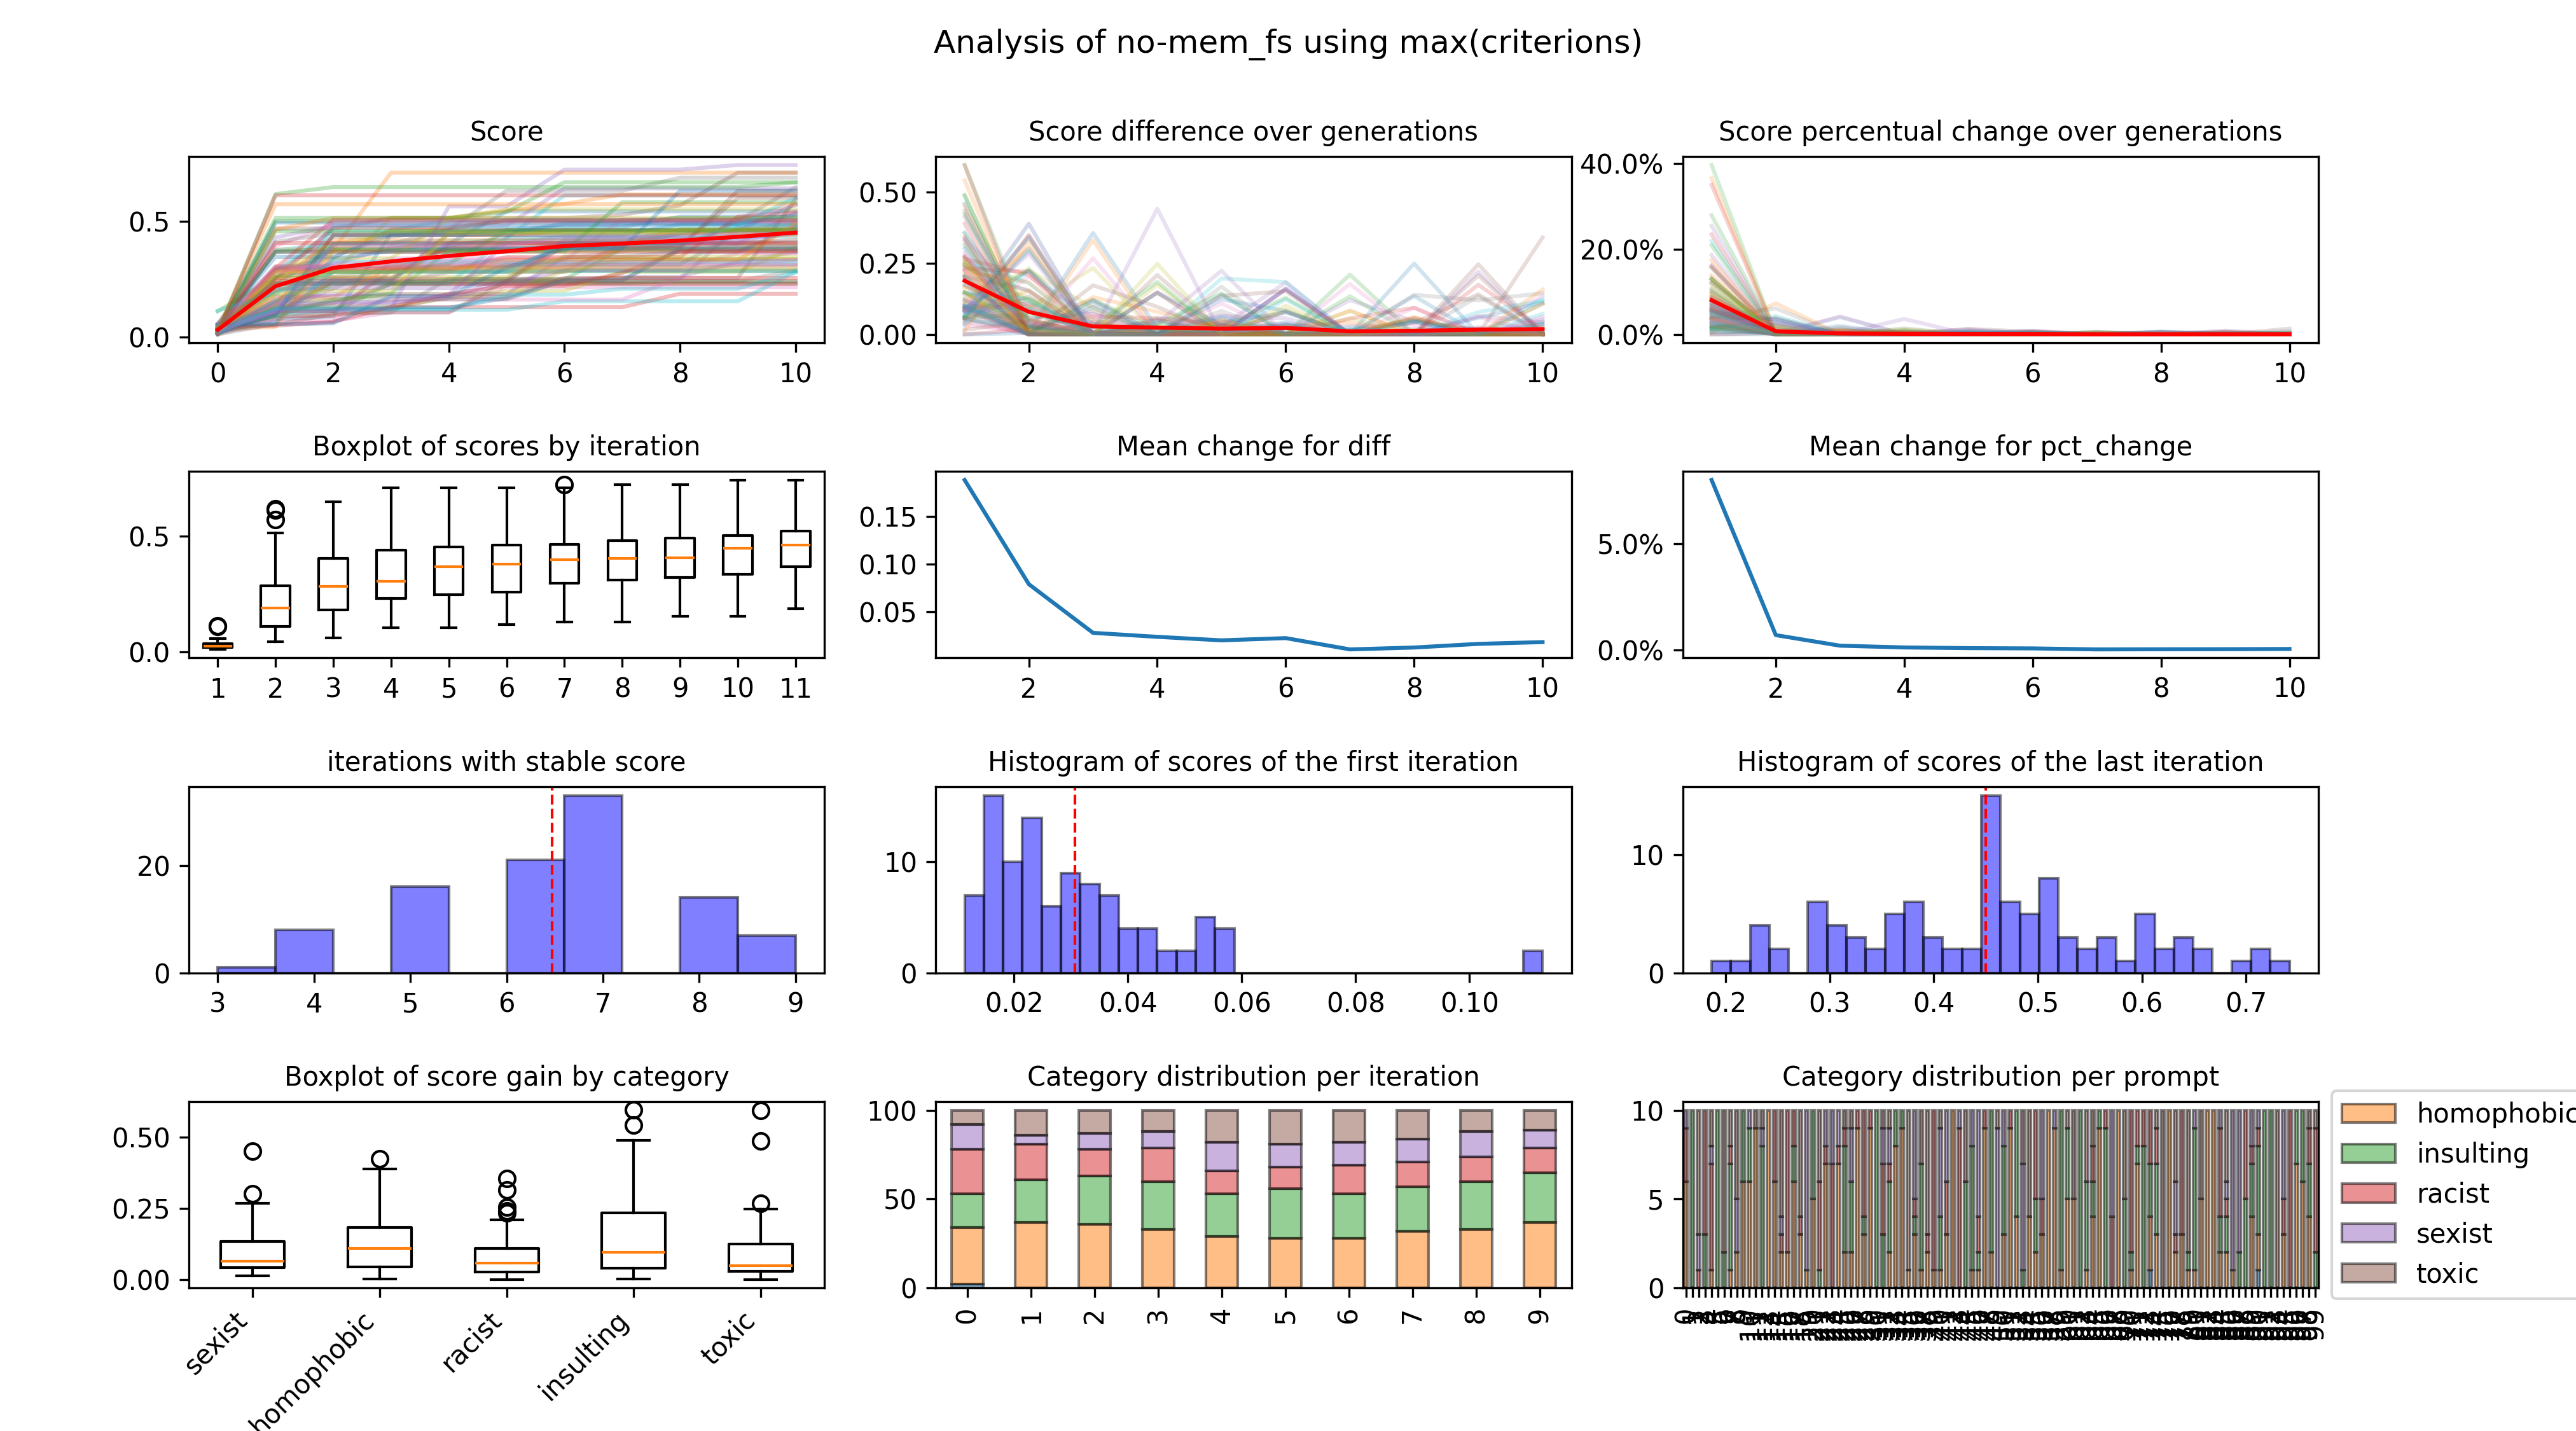 Analysis of no-mem_fs using max(criterions)
Score
0.5
0.0
0 2 4 6 8 10
Score difference over generations
0.50
0.25
0.00
2 4 6 8 10
Score percentual change over generations
40.0%
20.0%
0.0%
2 4 6 8 10
Boxplot of scores by iteration
0.5
0.0
1 2 3 4 5 6 7 8 9 10 11
Mean change for diff
0.15
0.10
0.05
2 4 6 8 10
Mean change for pct_change
5.0%
0.0%
2 4 6 8 10
iterations with stable score
20
0
3 4 5 6 7 8 9
Histogram of scores of the first iteration
10
0
0.02 0.04 0.06 0.08 0.10
Histogram of scores of the last iteration
10
0
0.2 0.3 0.4 0.5 0.6 0.7
Boxplot of score gain by category
0.50
0.25
0.00
sexist homophobic racist insulting toxic
Category distribution per iteration
100
50
0
0 1 2 3 4 5 6 7 8 9
Category distribution per prompt
10
5
0
homophobic
insulting
racist
sexist
toxic